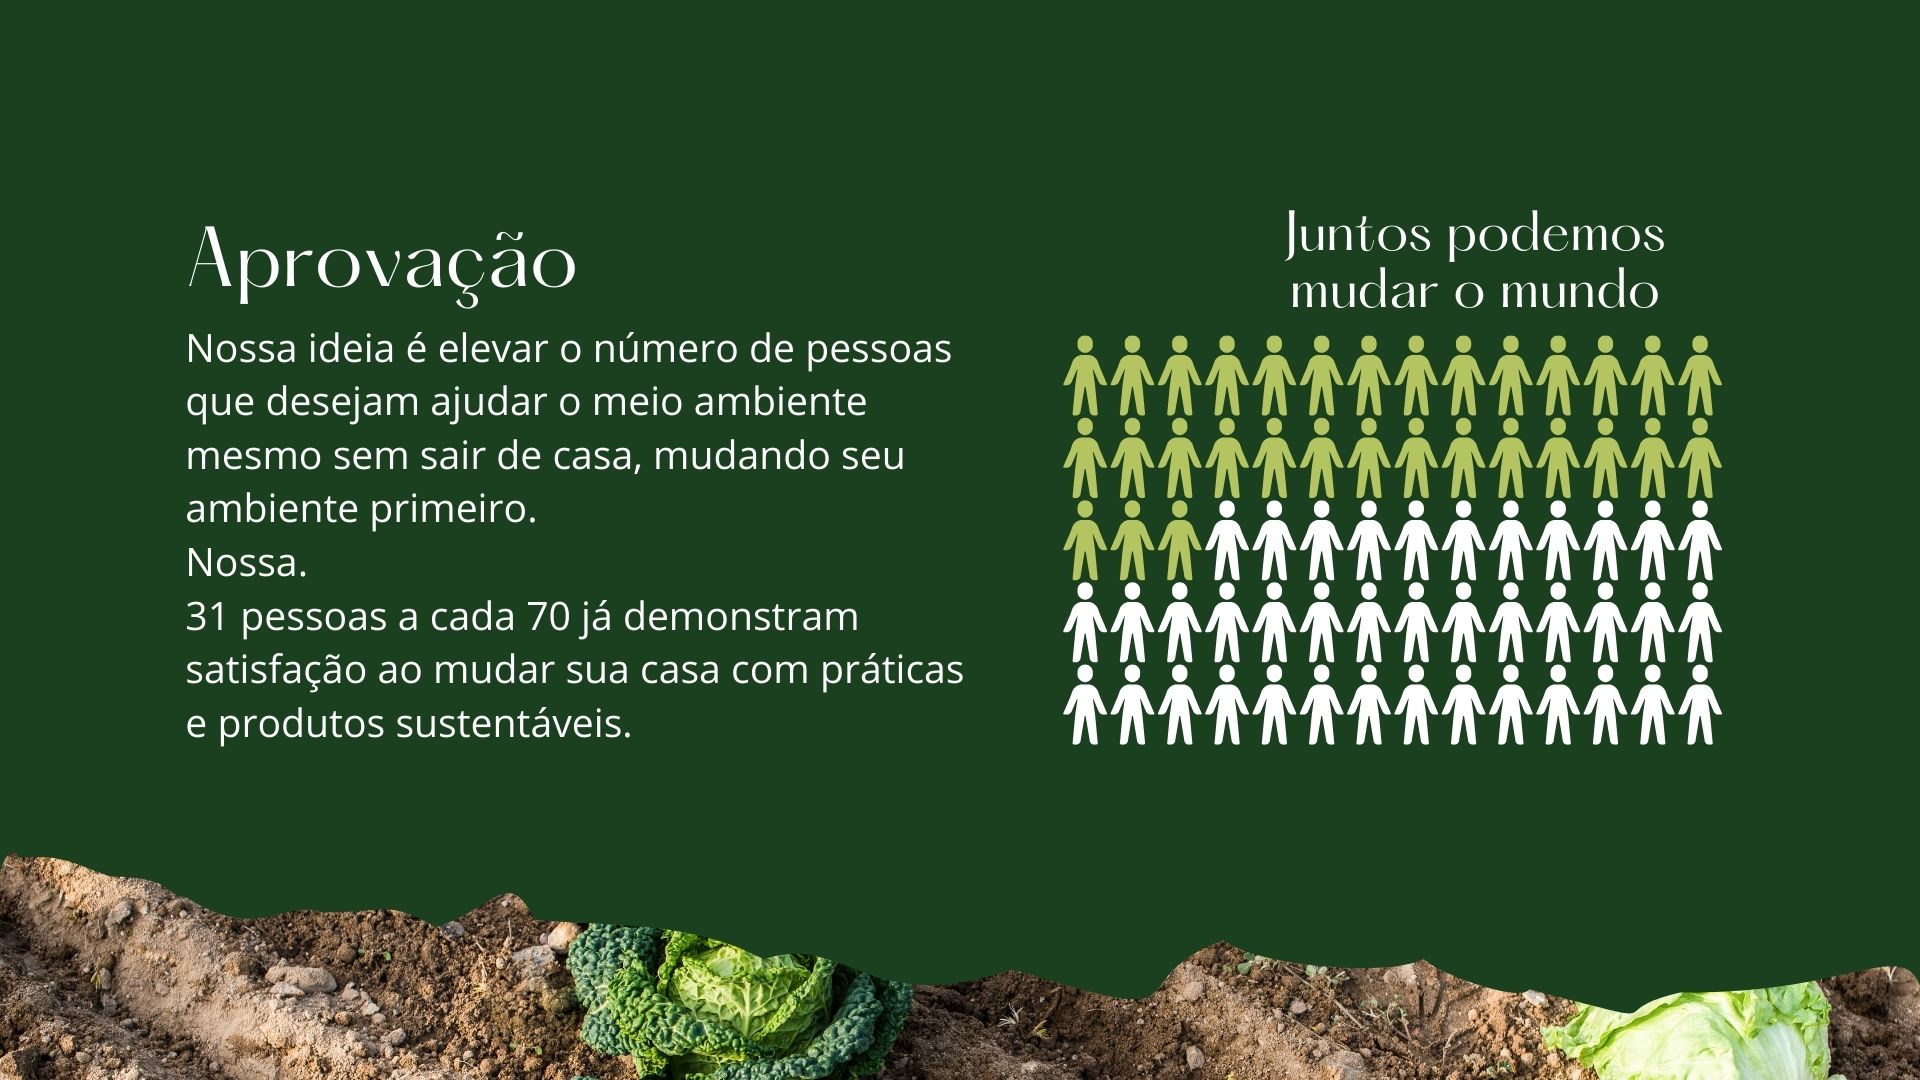 Aprovação
Nossa ideia é elevar o número de pessoas
que desejam ajudar o meio ambiente
mesmo sem sair de casa, mudando seu
ambiente primeiro.
Nossa.
31 pessoas a cada 70 já demonstram
satisfação ao mudar sua casa com práticas
e produtos sustentáveis.
Juntos podemos
mudar o mundo